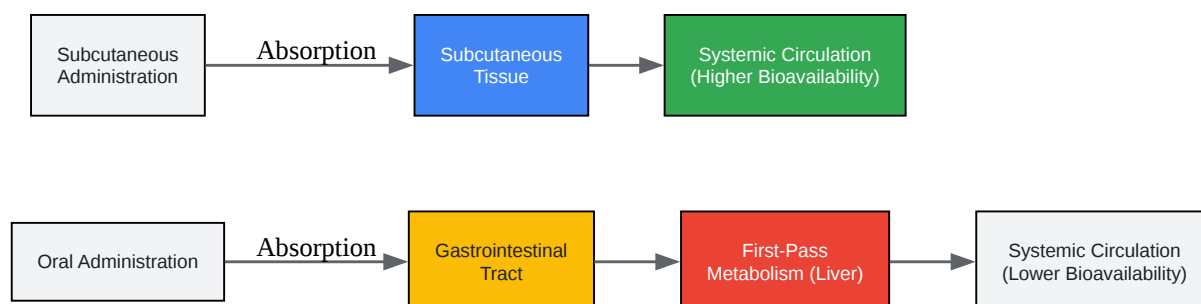 Subcutaneous
Administration
Absorption
Subcutaneous
Tissue
Systemic Circulation
(Higher Bioavailability)
Oral Administration
Absorption
Gastrointestinal
Tract
First-Pass
Metabolism (Liver)
Systemic Circulation
(Lower Bioavailability)